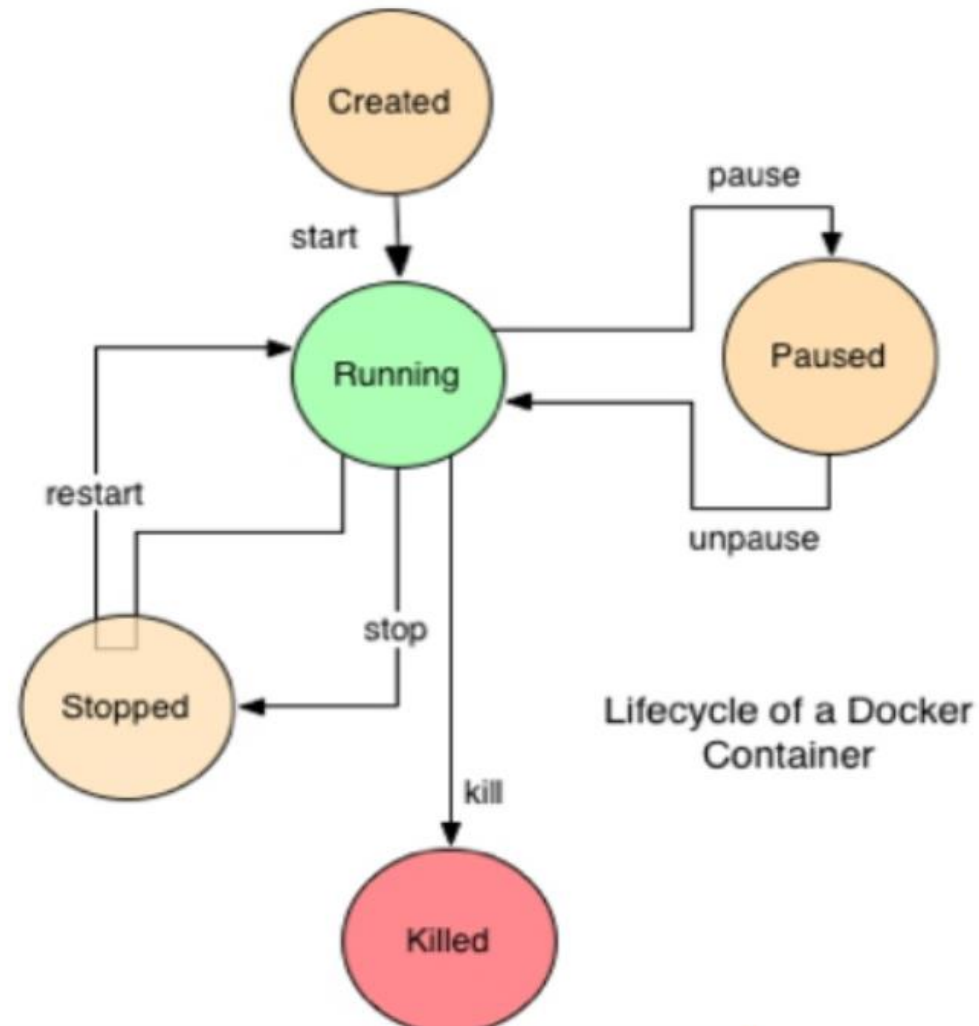 Created
start
pause
Running
Paused
restart
unpause
stop
Stopped
Lifecycle of a Docker
Container
kill
Killed